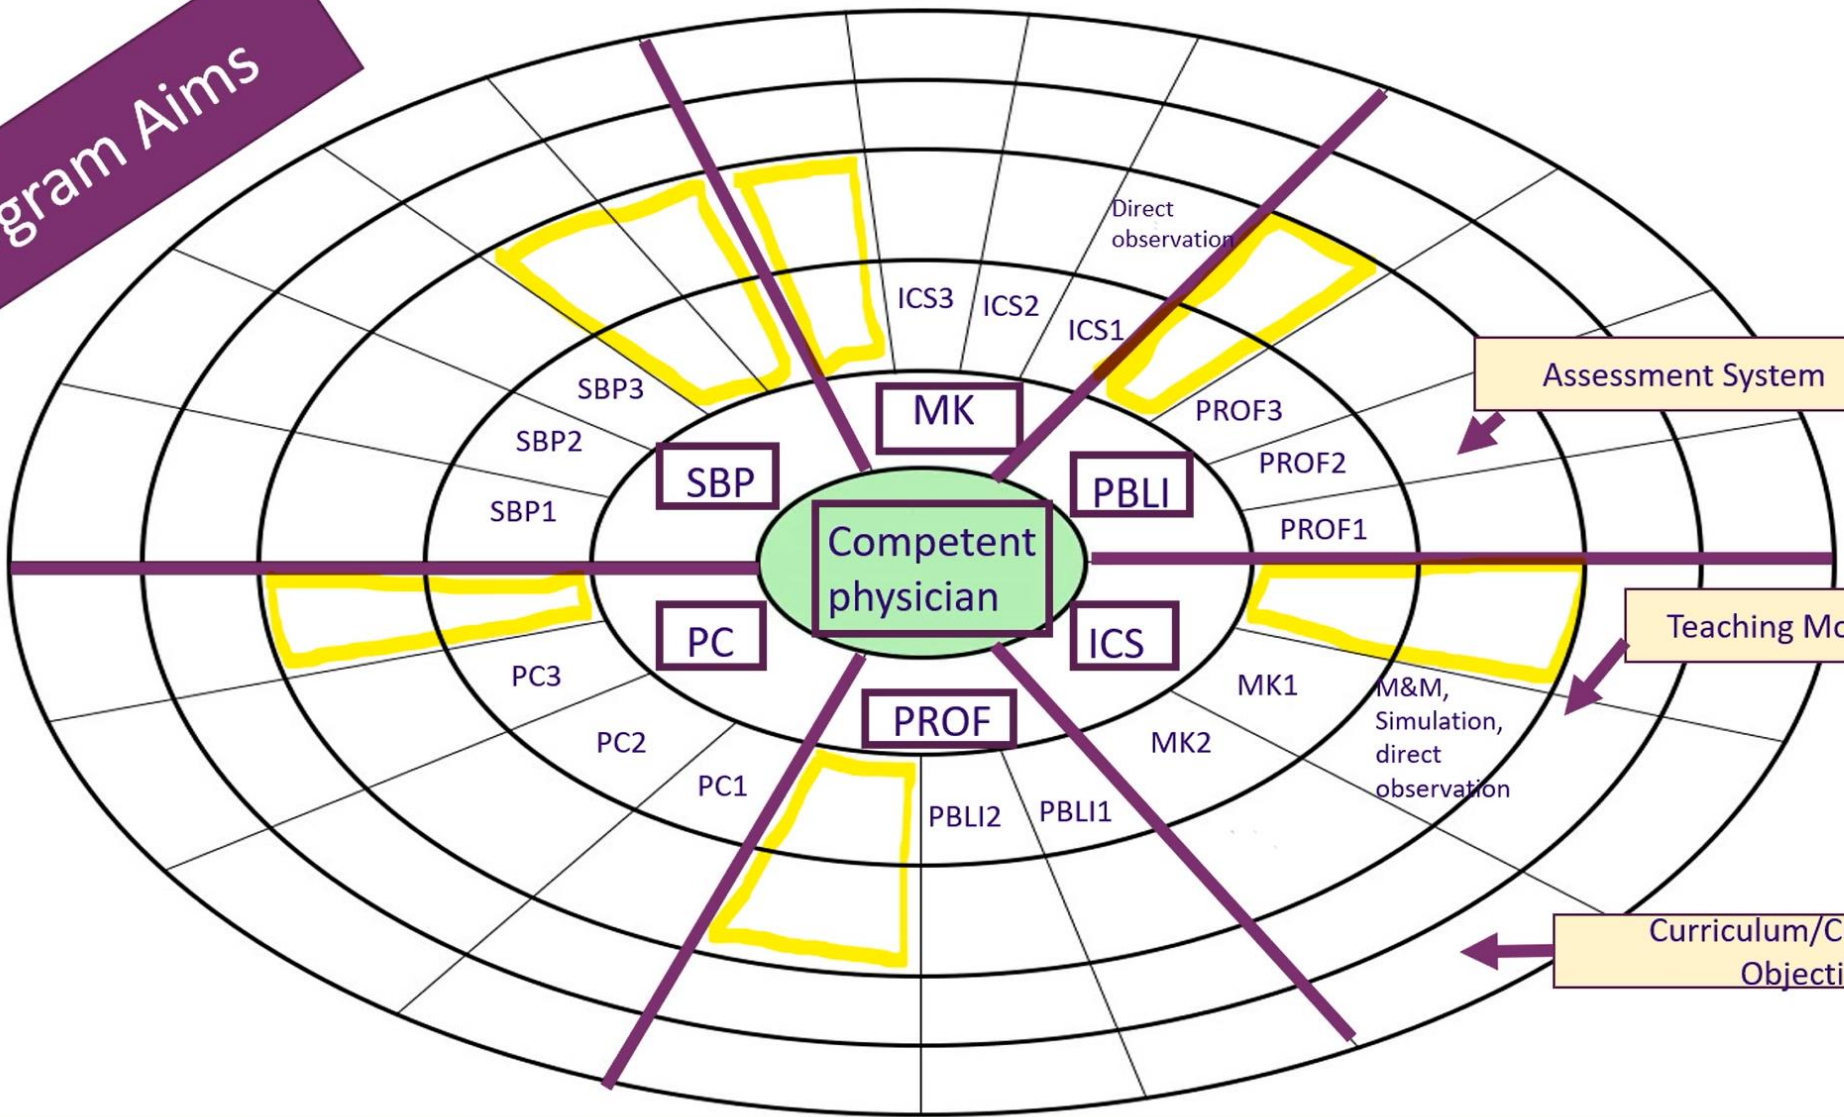 gram Aims
Direct
observation
ICS3
ICS2
ICS1
SBP3
SBP2
SBP1
MK
SBP
PBLI
PROF3
PROF2
PROF1
Assessment System
Competent
physician
PC
ICS
PROF
Teaching Mo
PC3
PC2
PC1
MK1
MK2
M&M,
Simulation,
direct
observation
PBLI2
PBLI1
Curriculum/C
Objecti